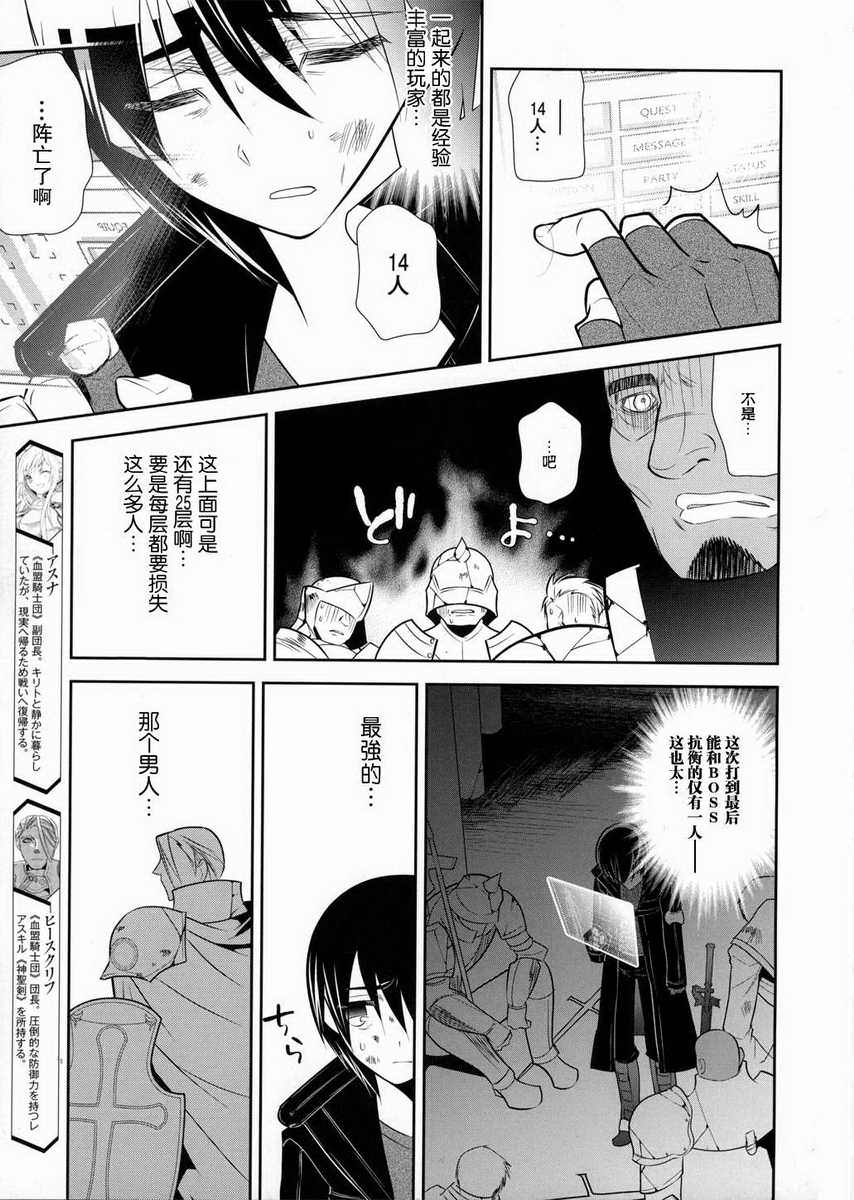 ——
14人…
QUEST
MESSAGE
STATUS
PARTY
SKILL
一起来的都是经验
丰富的玩家…
14人
…阵亡了啊
不是…
…吧
よ…
ど
这上面可是
还有25层啊…
要是每层都要损失
这么多人…
这次打到最后
能和BOSS
抗衡的仅有一人——
这也太…
最强的…
ちら
那个男人…
アスナ
《血盟騎士団》副団長。キリトと静かに暮らし
ていたが、現実へ帰るため戦いへ復帰する。
ヒースクリフ
《血盟騎士団》団長。圧倒的な防御力を持つレ
アスキル《神聖剣》を所持する。